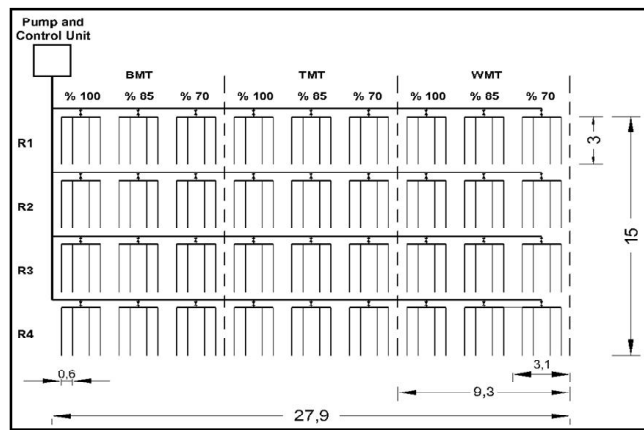 Pump and
Control Unit
BMT TMT WMT
% 100 % 85 % 70 % 100 % 85 % 70 % 100 % 85 % 70
R1
3
R2
15
R3
R4
0,6
3,1
9,3
27,9